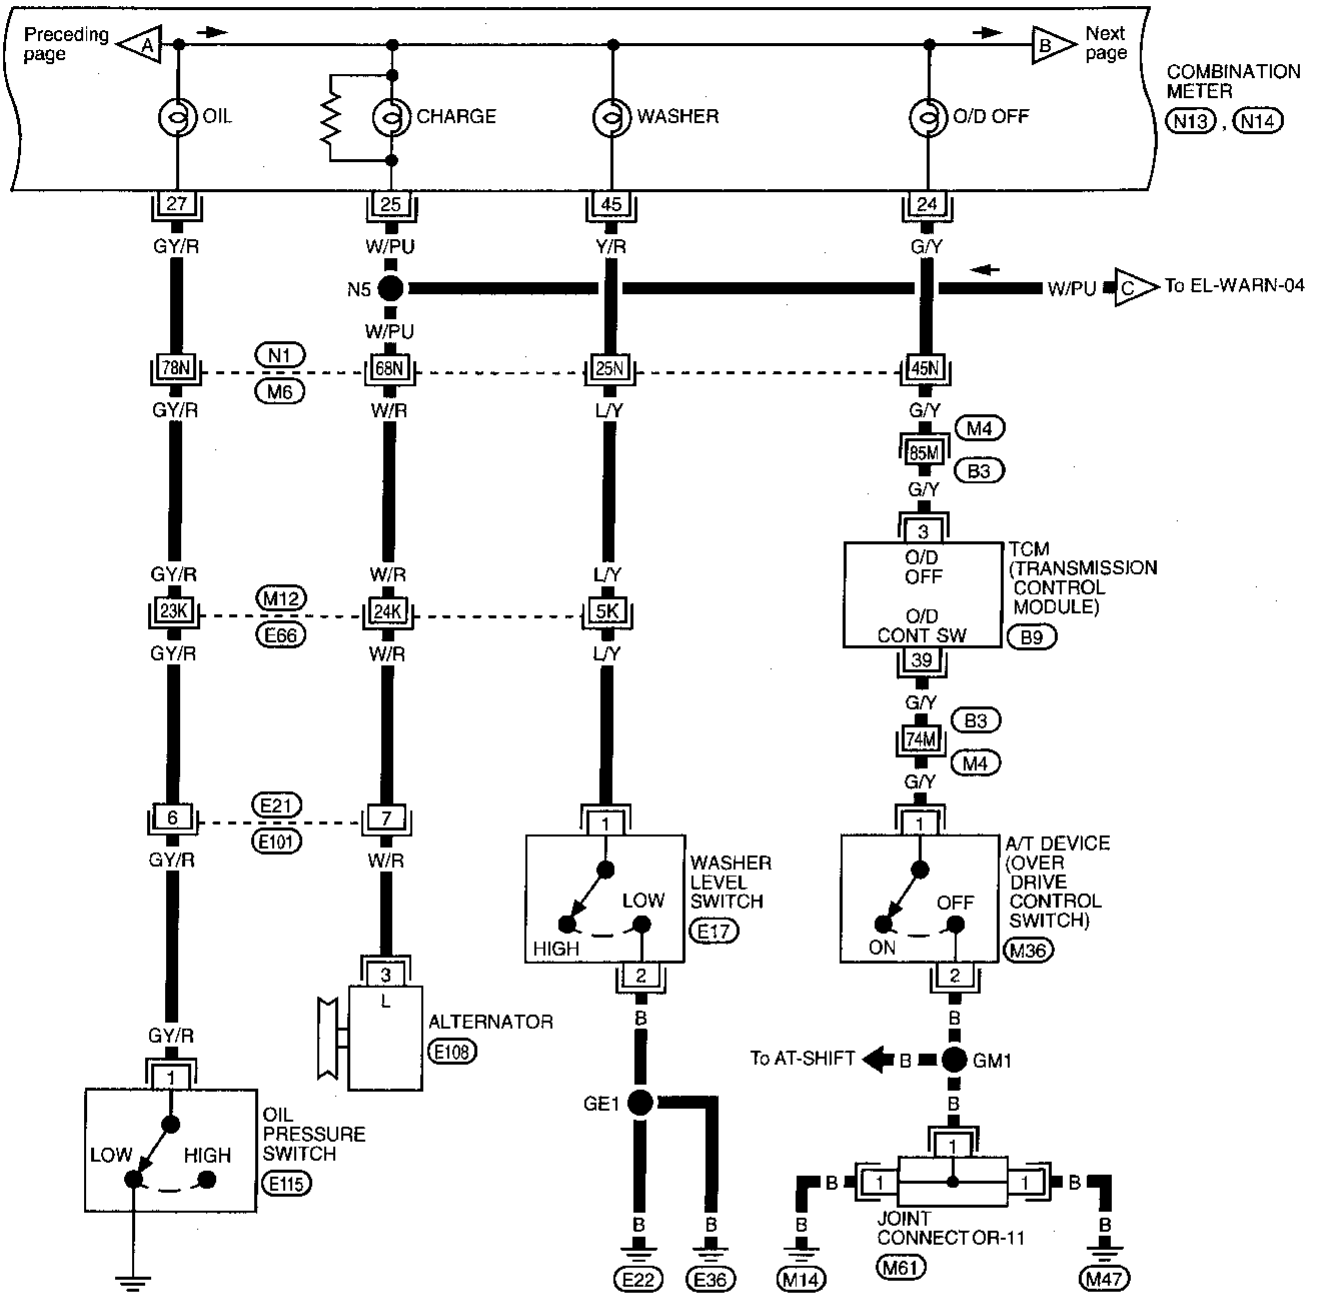 Preceding
page
A
B
Next
page
COMBINATION
METER
N13 , N14
OIL
CHARGE
WASHER
O/D OFF
27
25
45
24
GY/R
W/PU
Y/R
G/Y
N5
W/PU
C
To EL-WARN-04
W/PU
78N
N1
M6
68N
25N
45N
GY/R
W/R
L/Y
G/Y
M4
85M
B3
G/Y
3
O/D
OFF
TCM
(TRANSMISSION
CONTROL
MODULE)
O/D
CONT SW
B9
GY/R
W/R
L/Y
23K
M12
E66
24K
5K
GY/R
W/R
L/Y
39
G/Y
B3
74M
M4
G/Y
6
E21
E101
7
1
1
GY/R
W/R
WASHER
LEVEL
SWITCH
E17
LOW
HIGH
A/T DEVICE
(OVER
DRIVE
CONTROL
SWITCH)
M36
OFF
ON
3
L
2
2
ALTERNATOR
E108
B
B
GY/R
To AT-SHIFT
B
GM1
1
GE1
B
OIL
PRESSURE
SWITCH
E115
LOW
HIGH
1
B
1
1
B
JOINT
CONNECTOR-11
M61
B
B
B
B
E22
E36
M14
M47